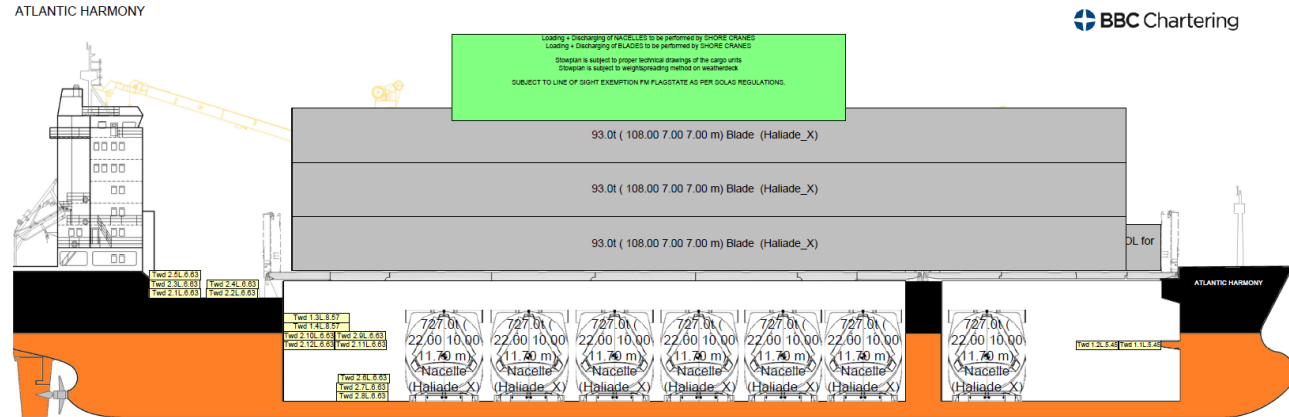 ATLANTIC HARMONY
BBC Chartering
Loading + Discharging of NACELLES to be performed by SHORE CRANES
Loading + Discharging of BLADES to be performed by SHORE CRANES
Stowplan is subject to proper technical drawings of the cargo units
Stowplan is subject to weightspreading method on weatherdeck
SUBJECT TO LINE OF SIGHT EXEMPTION FM FLAGSTATE AS PER SOLAS REGULATIONS.
93.0t ( 108.00 7.00 7.00 m) Blade (Haliade_X)
93.0t ( 108.00 7.00 7.00 m) Blade (Haliade_X)
93.0t ( 108.00 7.00 7.00 m) Blade (Haliade_X)
OL for
Twd 2.5L.6.63
Twd 2.3L.6.63 Twd 2.4L.6.63
Twd 2.1L.6.63 Twd 2.2L.6.63
ATLANTIC HARMONY
Twd 1.3L.8.57
Twd 1.4L.8.57
Twd 2.10L.6.63 Twd 2.9L.6.63
Twd 2.12L.6.63 Twd 2.11L.6.63
Twd 2.6L.6.63
Twd 2.7L.6.63
Twd 2.8L.6.63
727.0t (
22.00 10.00
11.70 m)
Nacelle
(Haliade_X)
727.0t (
22.00 10.00
11.70 m)
Nacelle
(Haliade_X)
727.0t (
22.00 10.00
11.70 m)
Nacelle
(Haliade_X)
727.0t (
22.00 10.00
11.70 m)
Nacelle
(Haliade_X)
727.0t (
22.00 10.00
11.70 m)
Nacelle
(Haliade_X)
727.0t (
22.00 10.00
11.70 m)
Nacelle
(Haliade_X)
727.0t (
22.00 10.00
11.70 m)
Nacelle
(Haliade_X)
Twd 1.2L.5.45 Twd 1.1L.5.45